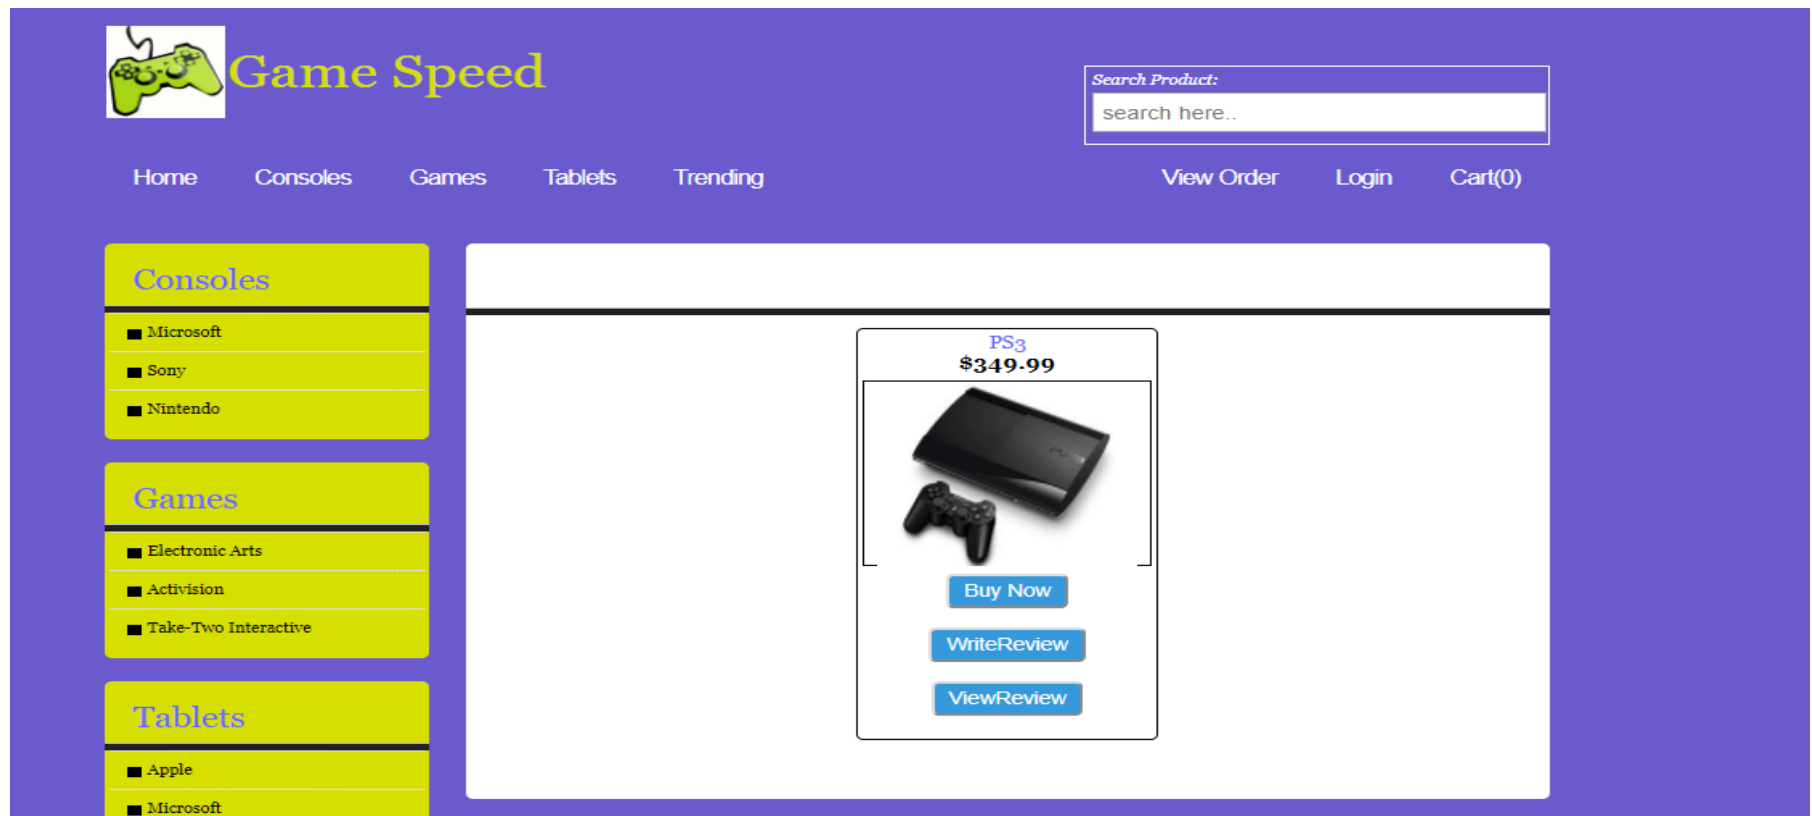 Game Speed
Search Product:
search here..
Home Consoles Games Tablets Trending View Order Login Cart(0)
Consoles
Microsoft
Sony
Nintendo
Games
Electronic Arts
Activision
Take-Two Interactive
Tablets
Apple
Microsoft
PS3
$349.99
Buy Now
WriteReview
ViewReview